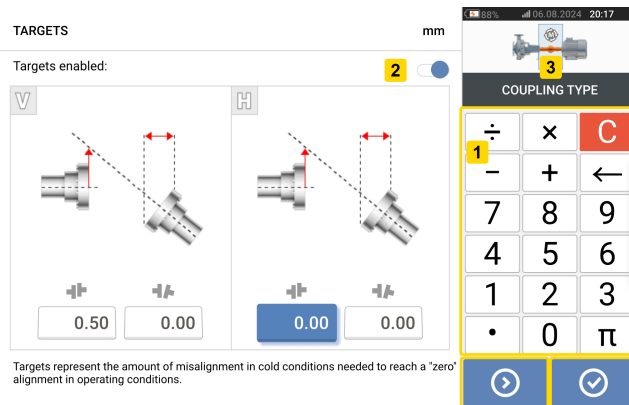 TARGETS
mm
Targets enabled:
2
V
H
0.50
0.00
0.00
0.00
Targets represent the amount of misalignment in cold conditions needed to reach a "zero"
alignment in operating conditions.
88% 06.08.2024 20:17
3
COUPLING TYPE
1
÷ × C
− + ←
7 8 9
4 5 6
1 2 3
• 0 π